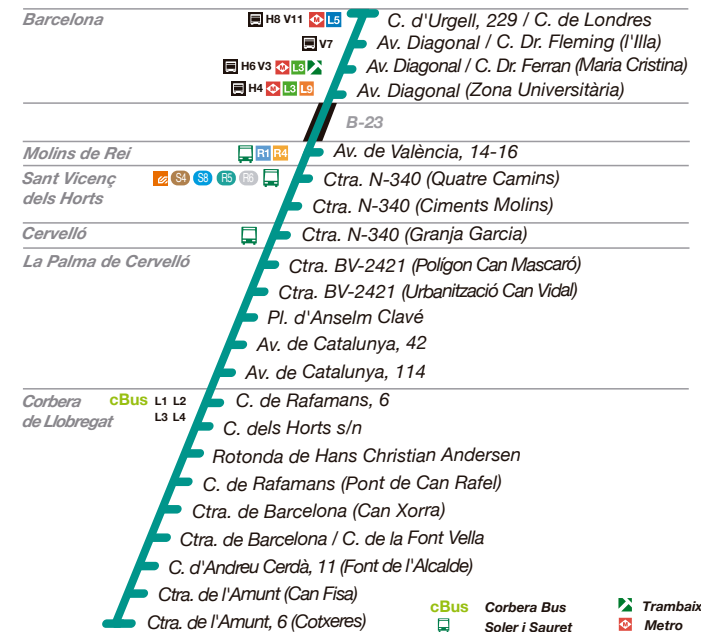 Barcelona H8 V11 L5 C. d'Urgell, 229 / C. de Londres
V7 Av. Diagonal / C. Dr. Fleming (l'Illa)
H6 V3 L3 Av. Diagonal / C. Dr. Ferran (Maria Cristina)
H4 L3 L9 Av. Diagonal (Zona Universitària)
B-23
Molins de Rei R1 R4 Av. de València, 14-16
Sant Vicenç S4 S8 R5 R6 Ctra. N-340 (Quatre Camins)
dels Horts Ctra. N-340 (Ciments Molins)
Cervelló Ctra. N-340 (Granja Garcia)
La Palma de Cervelló Ctra. BV-2421 (Polígon Can Mascaró)
Ctra. BV-2421 (Urbanització Can Vidal)
Pl. d'Anselm Clavé
Av. de Catalunya, 42
Av. de Catalunya, 114
Corbera cBus L1 L2 C. de Rafamans, 6
de Llobregat L3 L4 C. dels Horts s/n
Rotonda de Hans Christian Andersen
C. de Rafamans (Pont de Can Rafel)
Ctra. de Barcelona (Can Xorra)
Ctra. de Barcelona / C. de la Font Vella
C. d'Andreu Cerdà, 11 (Font de l'Alcalde)
Ctra. de l'Amunt (Can Fisa)
Ctra. de l'Amunt, 6 (Cotxeres)
cBus Corbera Bus Trambaix
Soler i Sauret Metro